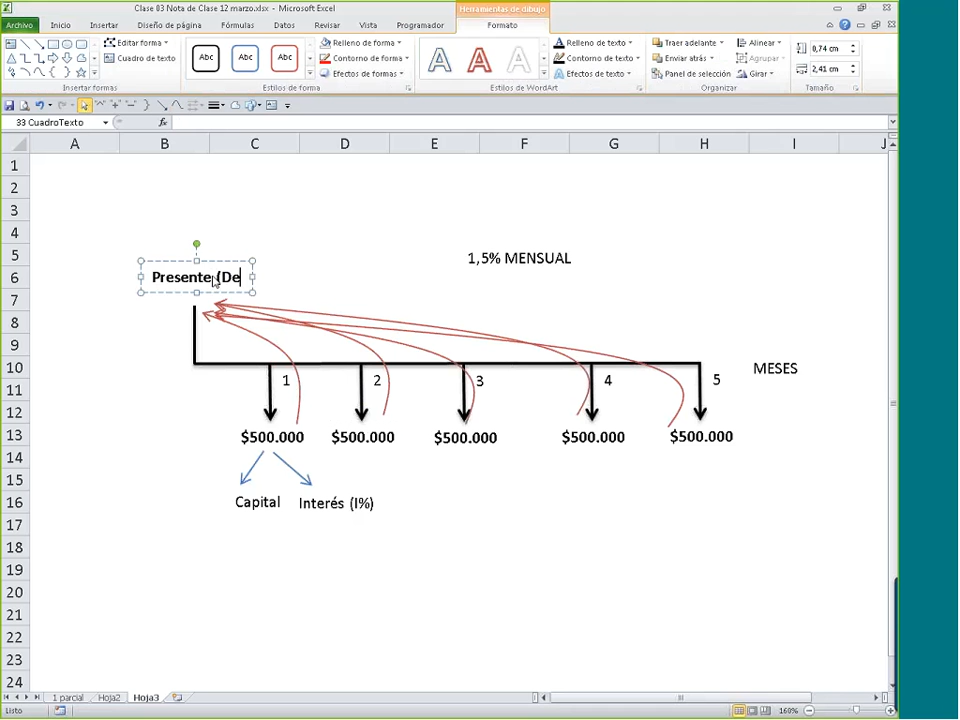 Clase 03 Nota de Clase 12 marzo.xlsx - Microsoft Excel
Herramientas de dibujo
Archivo Inicio Insertar Diseño de página Fórmulas Datos Revisar Vista Programador Formato
Editar forma
Cuadro de texto
Insertar formas
Abc Abc Abc
Relleno de forma
Contorno de forma
Efectos de formas
Estilos de forma
A A A
Relleno de texto
Contorno de texto
Efectos de texto
Estilos de WordArt
Traer adelante
Enviar atrás
Panel de selección
Alinear
Agrupar
Girar
Organizar
0,74 cm
2,41 cm
Tamaño
33 CuadroTexto
fx
A B C D E F G H I J
1
2
3
4
5
6
7
8
9
10
11
12
13
14
15
16
17
18
19
20
21
22
23
24
1,5% MENSUAL
Presente (De
1 2 3 4 5 MESES
$500.000 $500.000 $500.000 $500.000 $500.000
Capital Interés (I%)
1 parcial Hoja2 Hoja3
Listo
160%